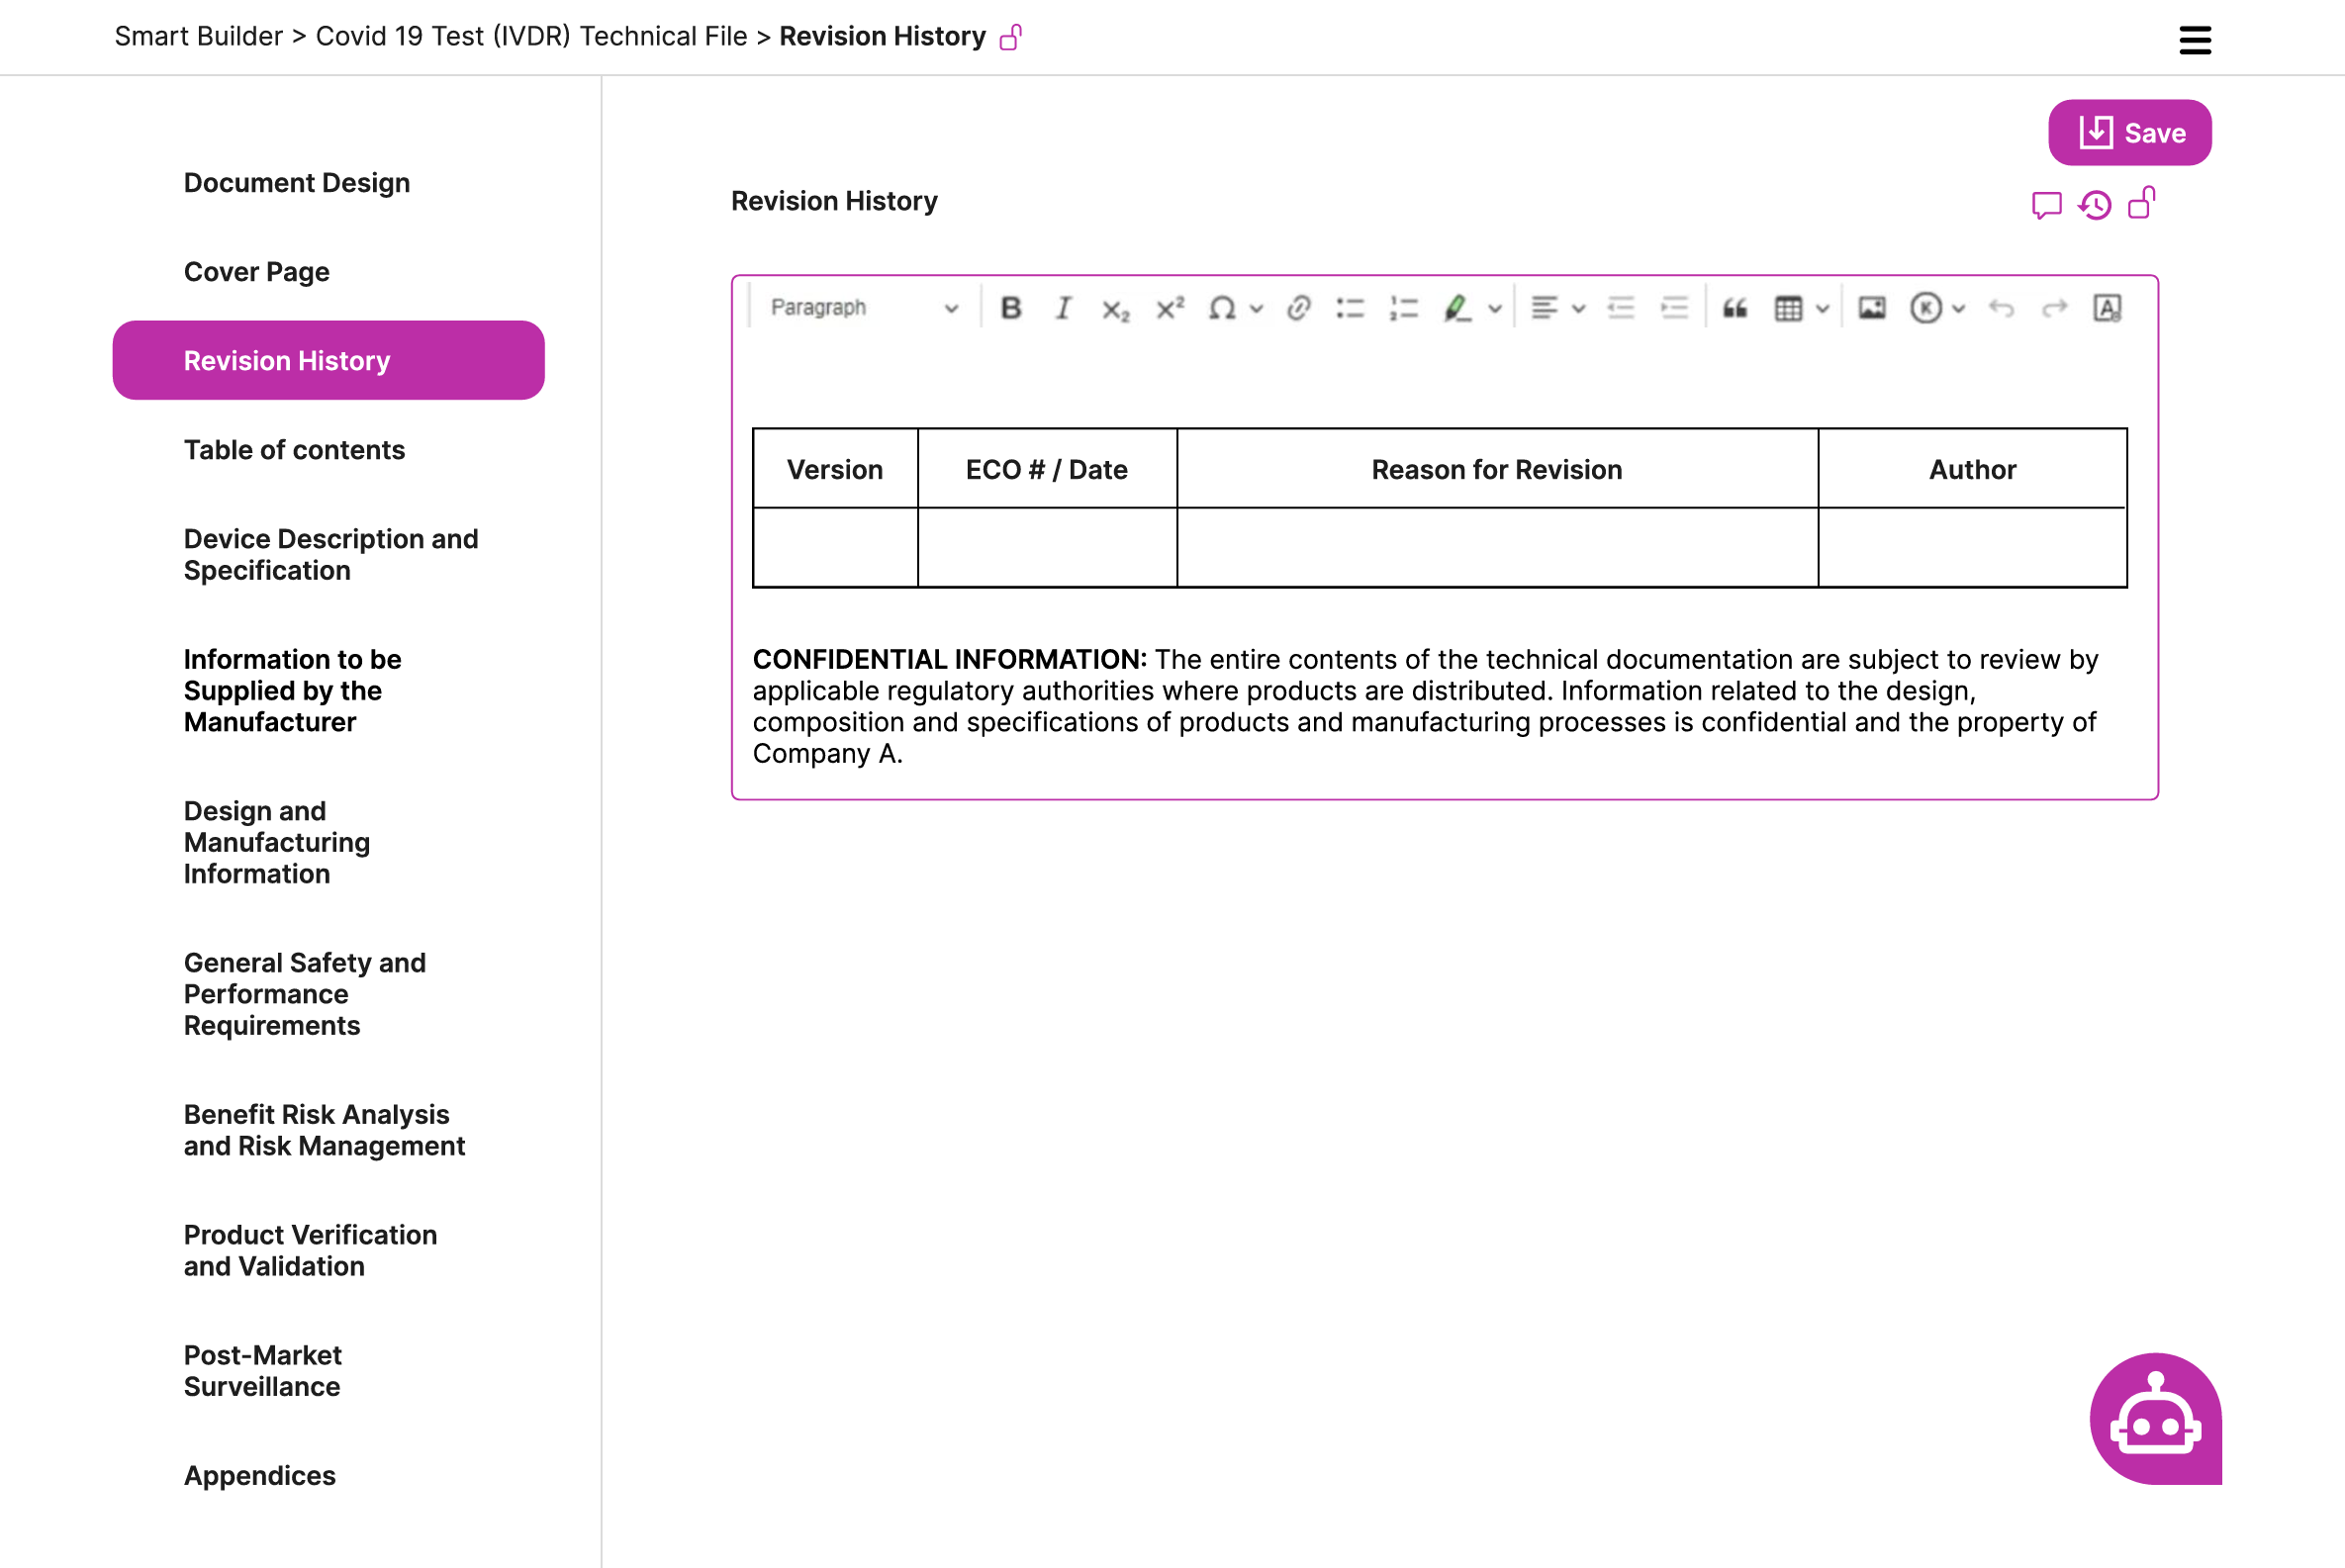 Smart Builder > Covid 19 Test (IVDR) Technical File > Revision History
Save
Document Design
Cover Page
Revision History
Table of contents
Device Description and
Specification
Information to be
Supplied by the
Manufacturer
Design and
Manufacturing
Information
General Safety and
Performance
Requirements
Benefit Risk Analysis
and Risk Management
Product Verification
and Validation
Post-Market
Surveillance
Appendices
Revision History
Paragraph
Version ECO # / Date Reason for Revision Author
CONFIDENTIAL INFORMATION: The entire contents of the technical documentation are subject to review by
applicable regulatory authorities where products are distributed. Information related to the design,
composition and specifications of products and manufacturing processes is confidential and the property of
Company A.